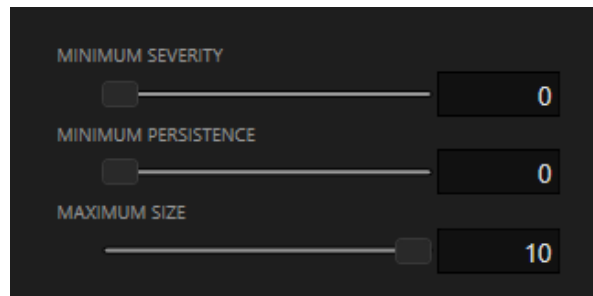 MINIMUM SEVERITY
0
MINIMUM PERSISTENCE
0
MAXIMUM SIZE
10